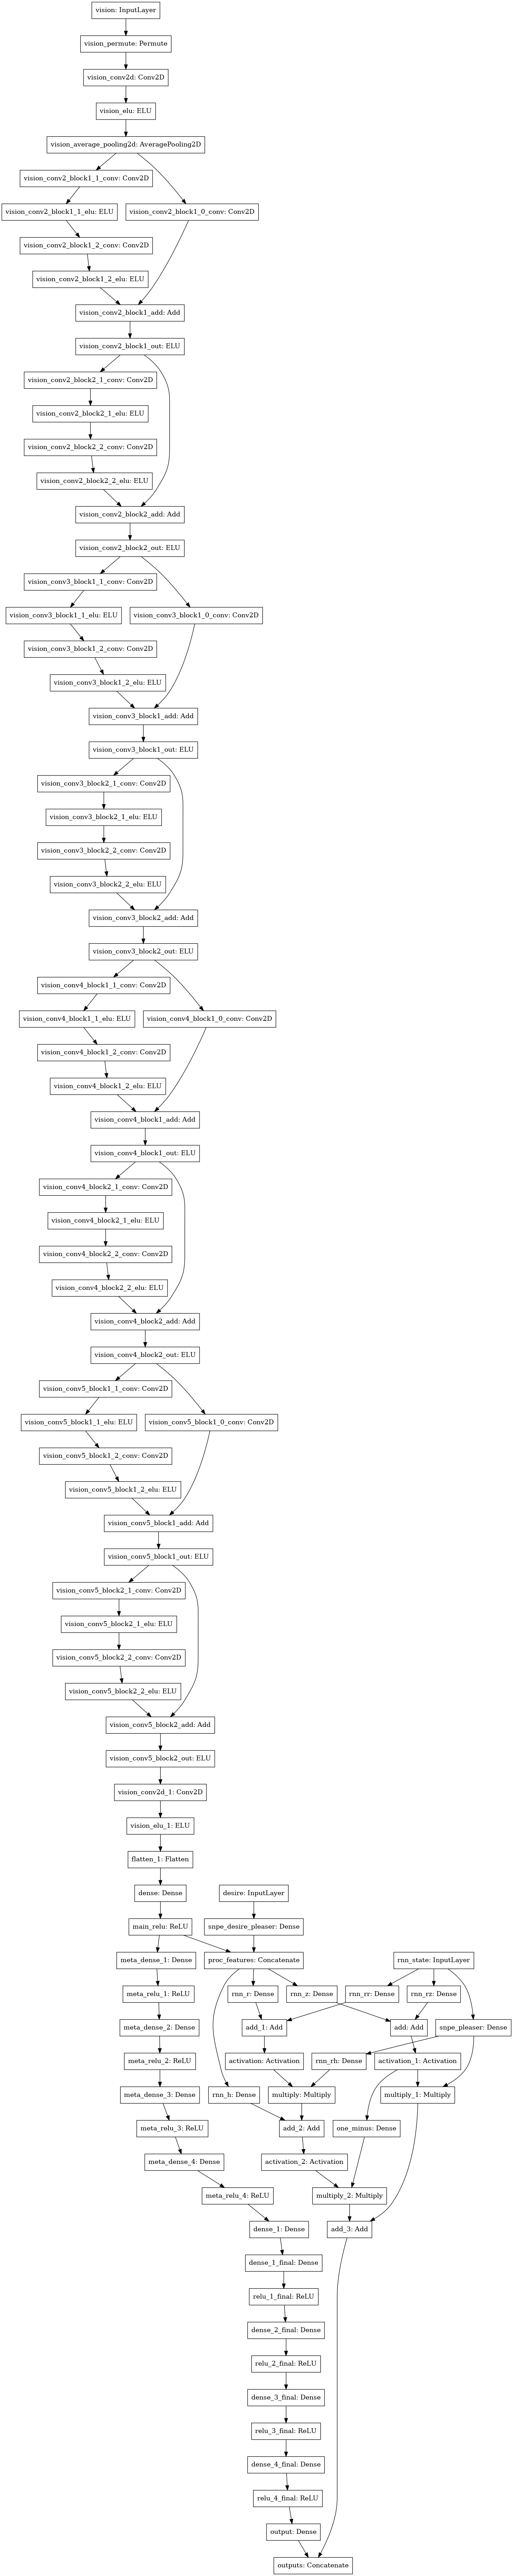 vision: InputLayer
vision_permute: Permute
vision_conv2d: Conv2D
vision_elu: ELU
vision_average_pooling2d: AveragePooling2D
vision_conv2_block1_1_conv: Conv2D
vision_conv2_block1_1_elu: ELU
vision_conv2_block1_0_conv: Conv2D
vision_conv2_block1_2_conv: Conv2D
vision_conv2_block1_2_elu: ELU
vision_conv2_block1_add: Add
vision_conv2_block1_out: ELU
vision_conv2_block2_1_conv: Conv2D
vision_conv2_block2_1_elu: ELU
vision_conv2_block2_2_conv: Conv2D
vision_conv2_block2_2_elu: ELU
vision_conv2_block2_add: Add
vision_conv2_block2_out: ELU
vision_conv3_block1_1_conv: Conv2D
vision_conv3_block1_1_elu: ELU
vision_conv3_block1_0_conv: Conv2D
vision_conv3_block1_2_conv: Conv2D
vision_conv3_block1_2_elu: ELU
vision_conv3_block1_add: Add
vision_conv3_block1_out: ELU
vision_conv3_block2_1_conv: Conv2D
vision_conv3_block2_1_elu: ELU
vision_conv3_block2_2_conv: Conv2D
vision_conv3_block2_2_elu: ELU
vision_conv3_block2_add: Add
vision_conv3_block2_out: ELU
vision_conv4_block1_1_conv: Conv2D
vision_conv4_block1_1_elu: ELU
vision_conv4_block1_0_conv: Conv2D
vision_conv4_block1_2_conv: Conv2D
vision_conv4_block1_2_elu: ELU
vision_conv4_block1_add: Add
vision_conv4_block1_out: ELU
vision_conv4_block2_1_conv: Conv2D
vision_conv4_block2_1_elu: ELU
vision_conv4_block2_2_conv: Conv2D
vision_conv4_block2_2_elu: ELU
vision_conv4_block2_add: Add
vision_conv4_block2_out: ELU
vision_conv5_block1_1_conv: Conv2D
vision_conv5_block1_1_elu: ELU
vision_conv5_block1_0_conv: Conv2D
vision_conv5_block1_2_conv: Conv2D
vision_conv5_block1_2_elu: ELU
vision_conv5_block1_add: Add
vision_conv5_block1_out: ELU
vision_conv5_block2_1_conv: Conv2D
vision_conv5_block2_1_elu: ELU
vision_conv5_block2_2_conv: Conv2D
vision_conv5_block2_2_elu: ELU
vision_conv5_block2_add: Add
vision_conv5_block2_out: ELU
vision_conv2d_1: Conv2D
vision_elu_1: ELU
flatten_1: Flatten
dense: Dense
desire: InputLayer
main_relu: ReLU
snpe_desire_pleaser: Dense
meta_dense_1: Dense
proc_features: Concatenate
rnn_state: InputLayer
meta_relu_1: ReLU
rnn_r: Dense
rnn_z: Dense
rnn_rr: Dense
rnn_rz: Dense
meta_dense_2: Dense
add_1: Add
add: Add
snpe_pleaser: Dense
meta_relu_2: ReLU
activation: Activation
rnn_rh: Dense
activation_1: Activation
meta_dense_3: Dense
rnn_h: Dense
multiply: Multiply
multiply_1: Multiply
meta_relu_3: ReLU
add_2: Add
one_minus: Dense
meta_dense_4: Dense
activation_2: Activation
meta_relu_4: ReLU
multiply_2: Multiply
dense_1: Dense
add_3: Add
dense_1_final: Dense
relu_1_final: ReLU
dense_2_final: Dense
relu_2_final: ReLU
dense_3_final: Dense
relu_3_final: ReLU
dense_4_final: Dense
relu_4_final: ReLU
output: Dense
outputs: Concatenate